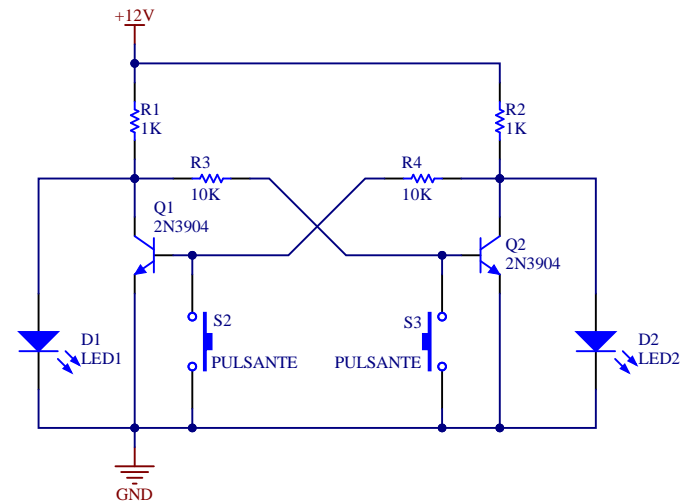 +12V
R1
1K
R2
1K
R3
10K
R4
10K
Q1
2N3904
Q2
2N3904
S2
PULSANTE
S3
PULSANTE
D1
LED1
D2
LED2
GND